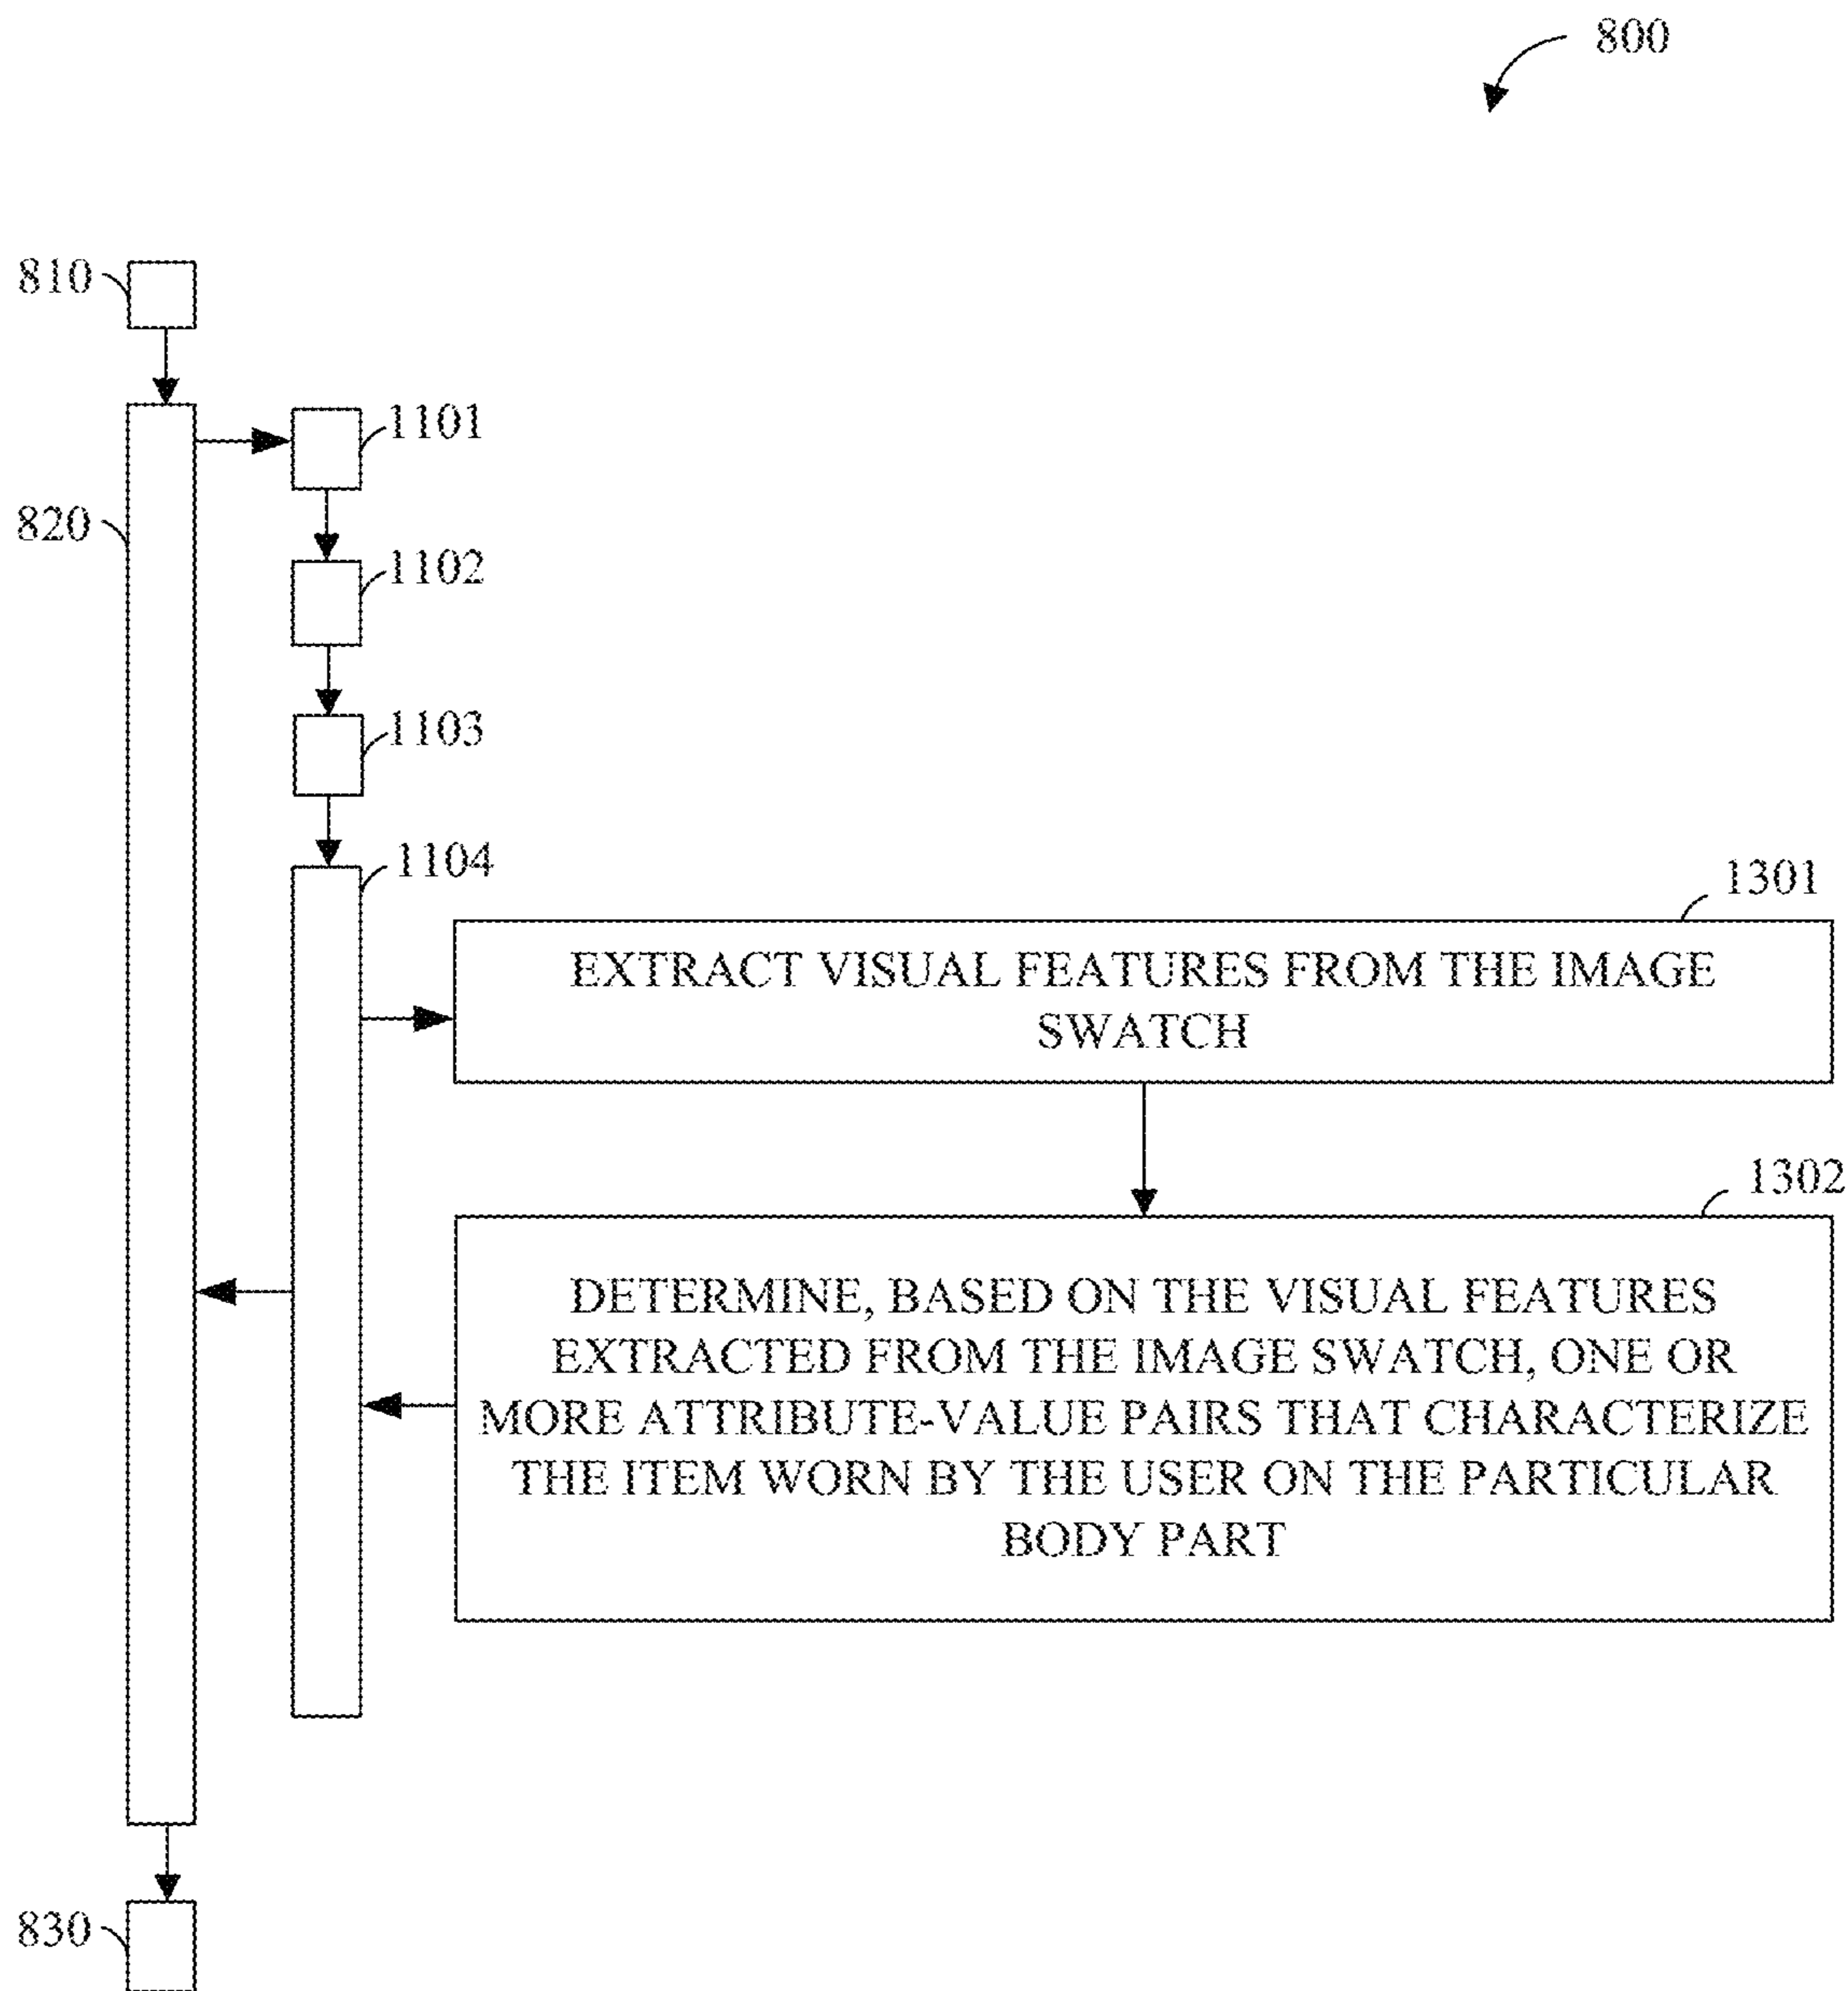 800
810
1101
820
1102
1103
1104
1301
EXTRACT VISUAL FEATURES FROM THE IMAGE
SWATCH
1302
DETERMINE, BASED ON THE VISUAL FEATURES
EXTRACTED FROM THE IMAGE SWATCH, ONE OR
MORE ATTRIBUTE-VALUE PAIRS THAT CHARACTERIZE
THE ITEM WORN BY THE USER ON THE PARTICULAR
BODY PART
830